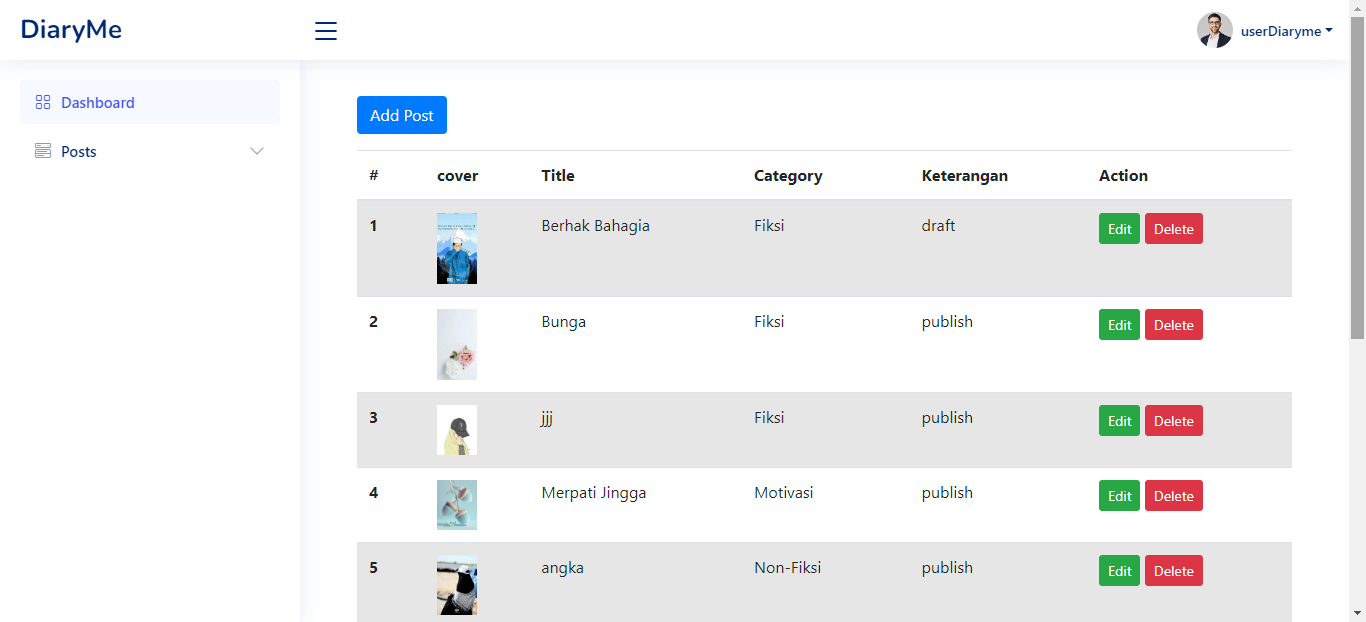 DiaryMe
userDiaryme
Dashboard
Posts
Add Post
# cover Title Category Keterangan Action
1 Berhak Bahagia Fiksi draft Edit Delete
2 Bunga Fiksi publish Edit Delete
3 jjj Fiksi publish Edit Delete
4 Merpati Jingga Motivasi publish Edit Delete
5 angka Non-Fiksi publish Edit Delete